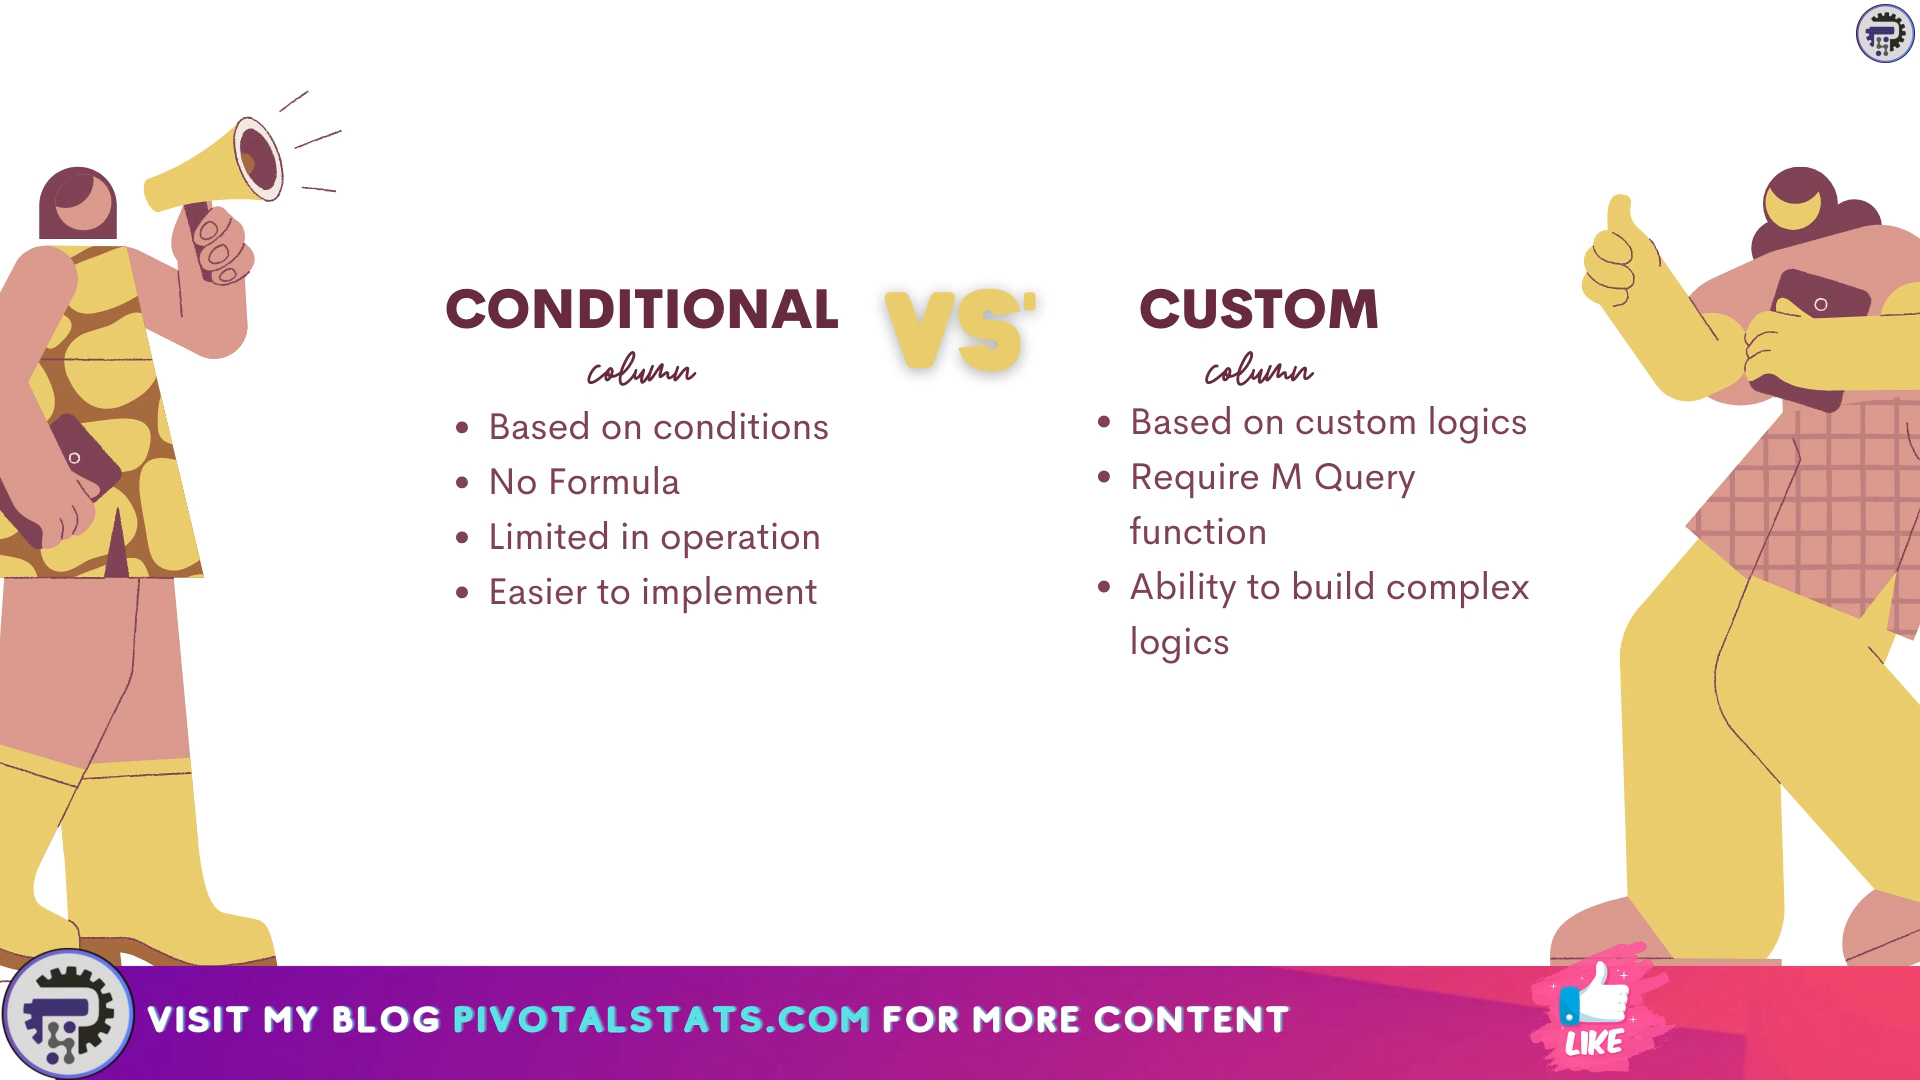 CONDITIONAL
column
• Based on conditions
• No Formula
• Limited in operation
• Easier to implement
VS'
CUSTOM
column
• Based on custom logics
• Require M Query
function
• Ability to build complex
logics
VISIT MY BLOG PIVOTALSTATS.COM FOR MORE CONTENT
LIKE